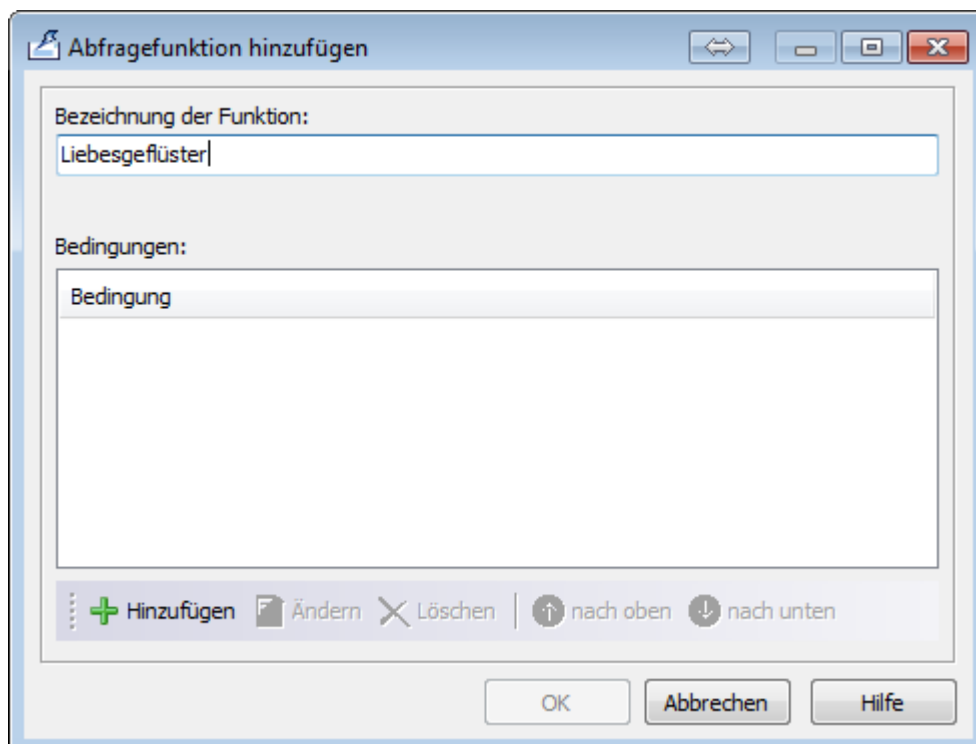 Abfragefunktion hinzufügen
Bezeichnung der Funktion:
Liebesgeflüster
Bedingungen:
Bedingung
Hinzufügen Ändern Löschen nach oben nach unten
OK Abbrechen Hilfe